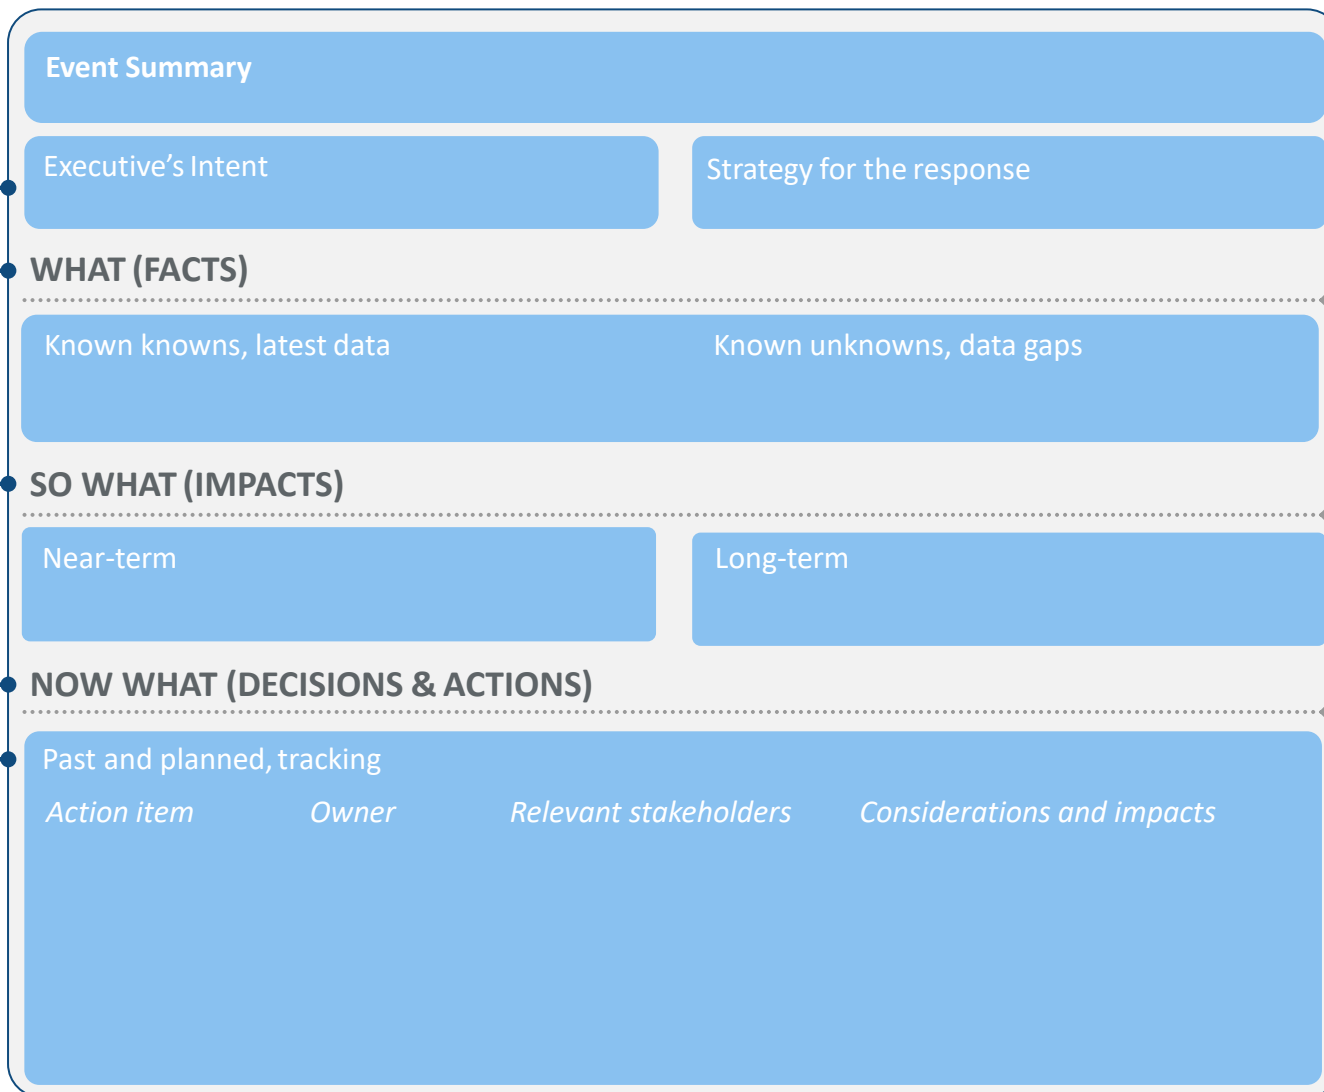 Event Summary
Executive's Intent
Strategy for the response
WHAT (FACTS)
Known knowns, latest data
Known unknowns, data gaps
SO WHAT (IMPACTS)
Near-term
Long-term
NOW WHAT (DECISIONS & ACTIONS)
Past and planned, tracking
Action item Owner Relevant stakeholders Considerations and impacts